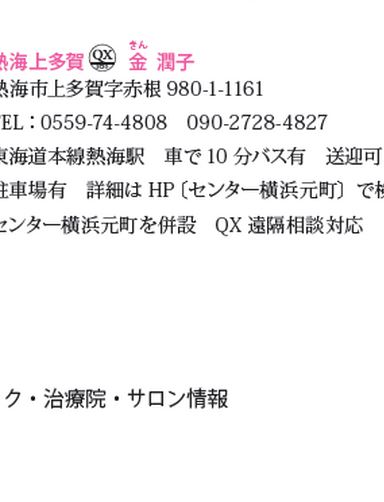 熱海上多賀 QX 金 潤子
きん
熱海市上多賀字赤根 980-1-1161
TEL：0559-74-4808　090-2728-4827
東海道本線熱海駅　車で 10 分バス有　送迎可
駐車場有　詳細は HP〔センター横浜元町〕で検
センター横浜元町を併設　QX 遠隔相談対応
ク・治療院・サロン情報